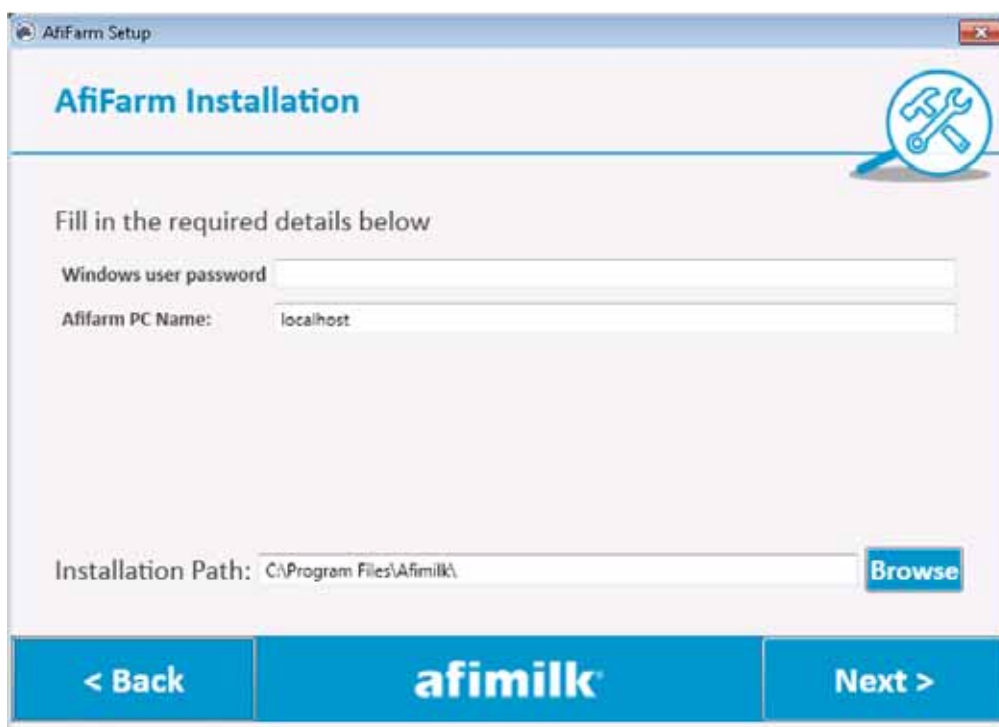 AfiFarm Setup
AfiFarm Installation
Fill in the required details below
Windows user password
Afifarm PC Name: localhost
Installation Path: C:\Program Files\Afimilk\ Browse
< Back afimilk Next >